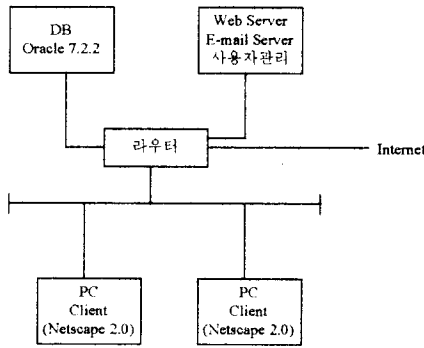 DB
Oracle 7.2.2
Web Server
E-mail Server
사용자관리
라우터
Internet
PC
Client
(Netscape 2.0)
PC
Client
(Netscape 2.0)